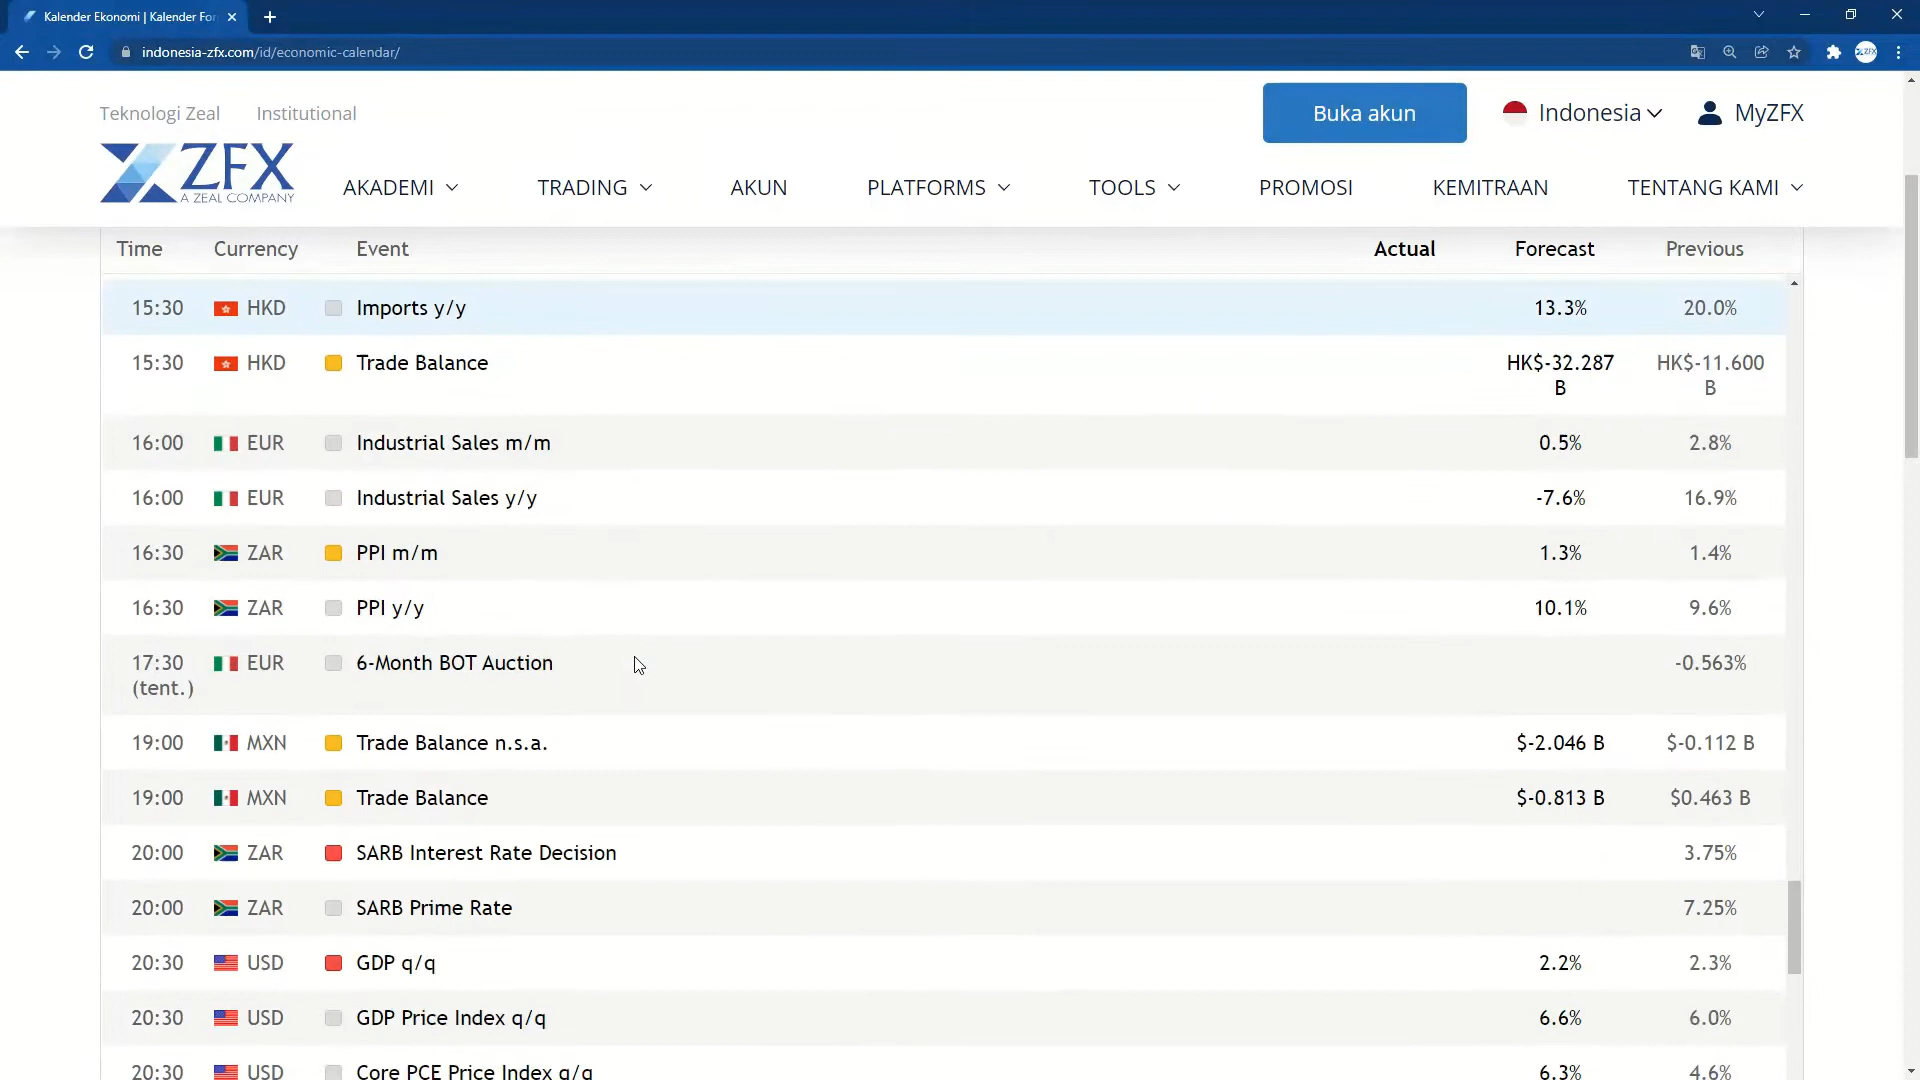 Kalender Ekonomi | Kalender For
indonesia-zfx.com/id/economic-calendar/
ZFX
Teknologi Zeal Institutional
Buka akun Indonesia MyZFX
ZFX
A ZEAL COMPANY
AKADEMI TRADING AKUN PLATFORMS TOOLS PROMOSI KEMITRAAN TENTANG KAMI
Time Currency Event Actual Forecast Previous
15:30 HKD Imports y/y 13.3% 20.0%
15:30 HKD Trade Balance HK$-32.287 HK$-11.600
B B
16:00 EUR Industrial Sales m/m 0.5% 2.8%
16:00 EUR Industrial Sales y/y -7.6% 16.9%
16:30 ZAR PPI m/m 1.3% 1.4%
16:30 ZAR PPI y/y 10.1% 9.6%
17:30 EUR 6-Month BOT Auction -0.563%
(tent.)
19:00 MXN Trade Balance n.s.a. $-2.046 B $-0.112 B
19:00 MXN Trade Balance $-0.813 B $0.463 B
20:00 ZAR SARB Interest Rate Decision 3.75%
20:00 ZAR SARB Prime Rate 7.25%
20:30 USD GDP q/q 2.2% 2.3%
20:30 USD GDP Price Index q/q 6.6% 6.0%
20:30 USD Core PCE Price Index q/q 6.3% 4.6%